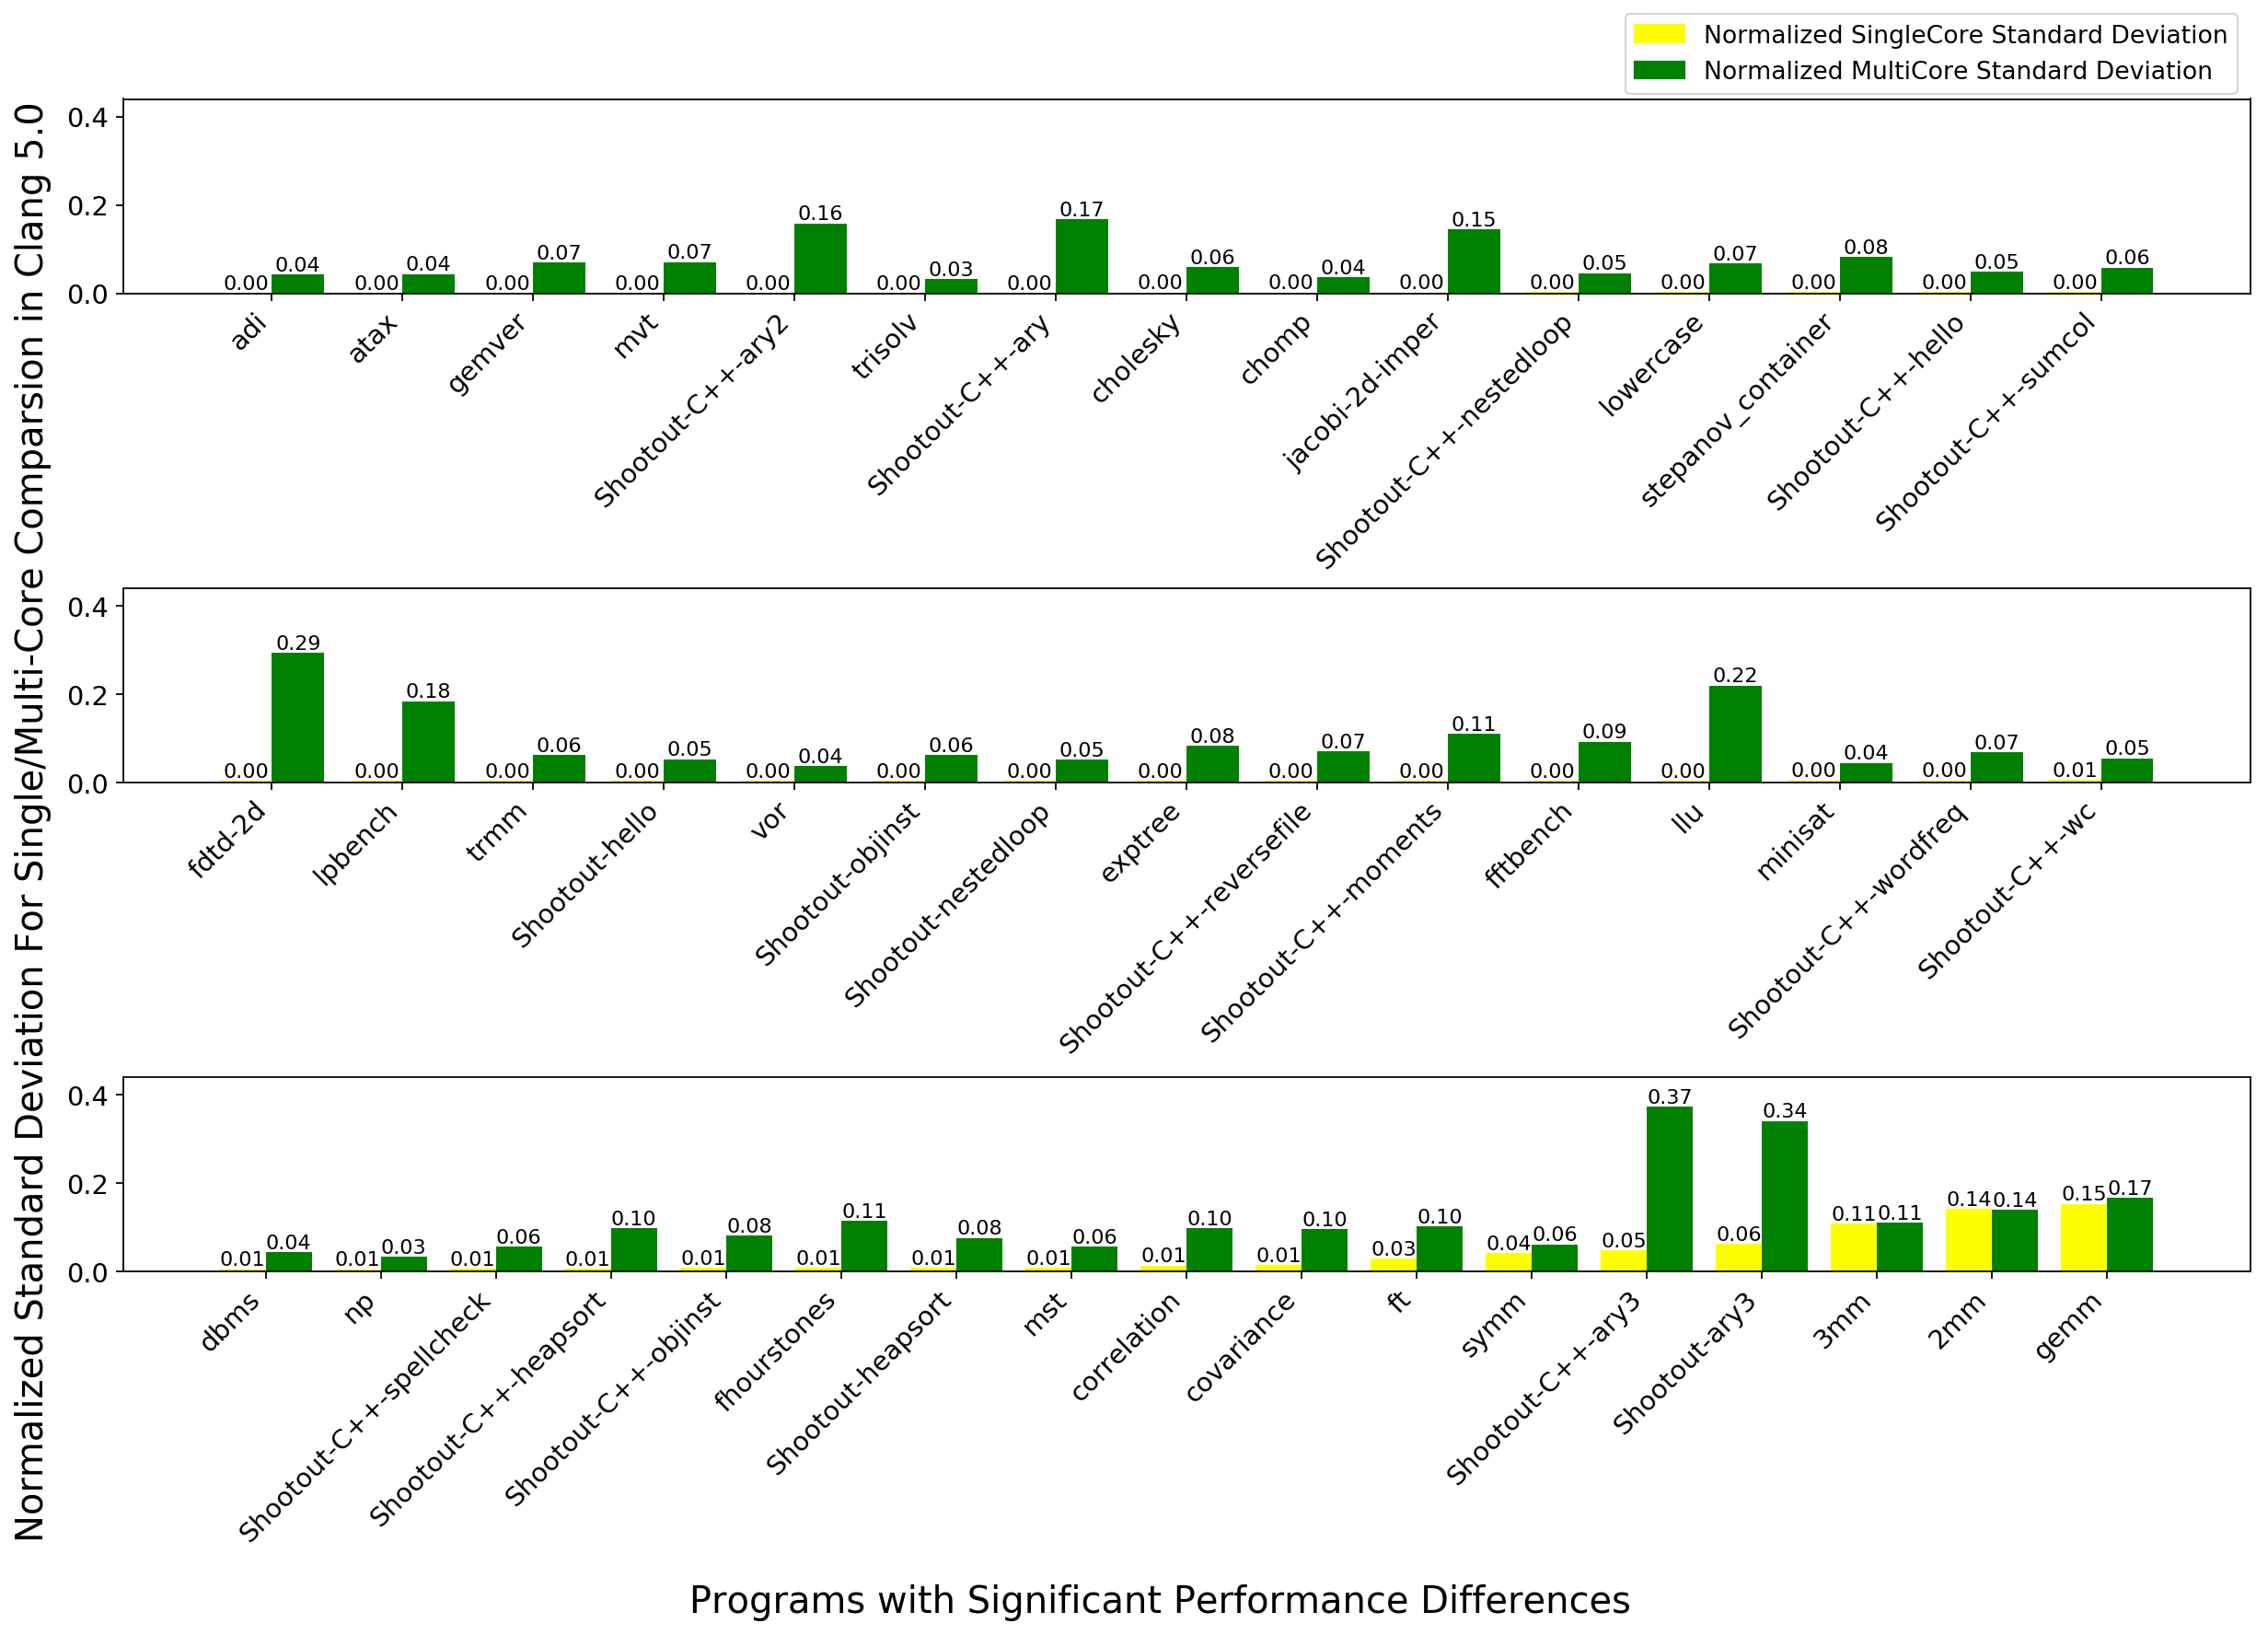 Normalized SingleCore Standard Deviation
Normalized MultiCore Standard Deviation
Normalized Standard Deviation For Single/Multi-Core Comparsion in Clang 5.0
0.4
0.2
0.0
0.00 0.04 0.00 0.04 0.00 0.07 0.00 0.07 0.00 0.16 0.00 0.03 0.00 0.17 0.00 0.06 0.00 0.04 0.00 0.15 0.00 0.05 0.00 0.07 0.00 0.08 0.00 0.05 0.00 0.06
adi
atax
gemver
mvt
Shootout-C++-ary2
trisolv
Shootout-C++-ary
cholesky
chomp
jacobi-2d-imper
Shootout-C++-nestedloop
lowercase
stepanov_container
Shootout-C++-hello
Shootout-C++-sumcol
0.4
0.2
0.0
0.00 0.29 0.00 0.18 0.00 0.06 0.00 0.05 0.00 0.04 0.00 0.06 0.00 0.05 0.00 0.08 0.00 0.07 0.00 0.11 0.00 0.09 0.00 0.22 0.00 0.04 0.00 0.07 0.01 0.05
fdtd-2d
lpbench
trmm
Shootout-hello
vor
Shootout-objinst
Shootout-nestedloop
exptree
Shootout-C++-reversefile
Shootout-C++-moments
fftbench
llu
minisat
Shootout-C++-wordfreq
Shootout-C++-wc
0.4
0.2
0.0
0.01 0.04 0.01 0.03 0.01 0.06 0.01 0.10 0.01 0.08 0.01 0.11 0.01 0.08 0.01 0.06 0.01 0.10 0.01 0.10 0.03 0.10 0.04 0.06 0.05 0.37 0.06 0.34 0.11 0.11 0.14 0.14 0.15 0.17
dbms
np
Shootout-C++-spellcheck
Shootout-C++-heapsort
Shootout-C++-objinst
fhourstones
Shootout-heapsort
mst
correlation
covariance
ft
symm
Shootout-C++-ary3
Shootout-ary3
3mm
2mm
gemm
Programs with Significant Performance Differences